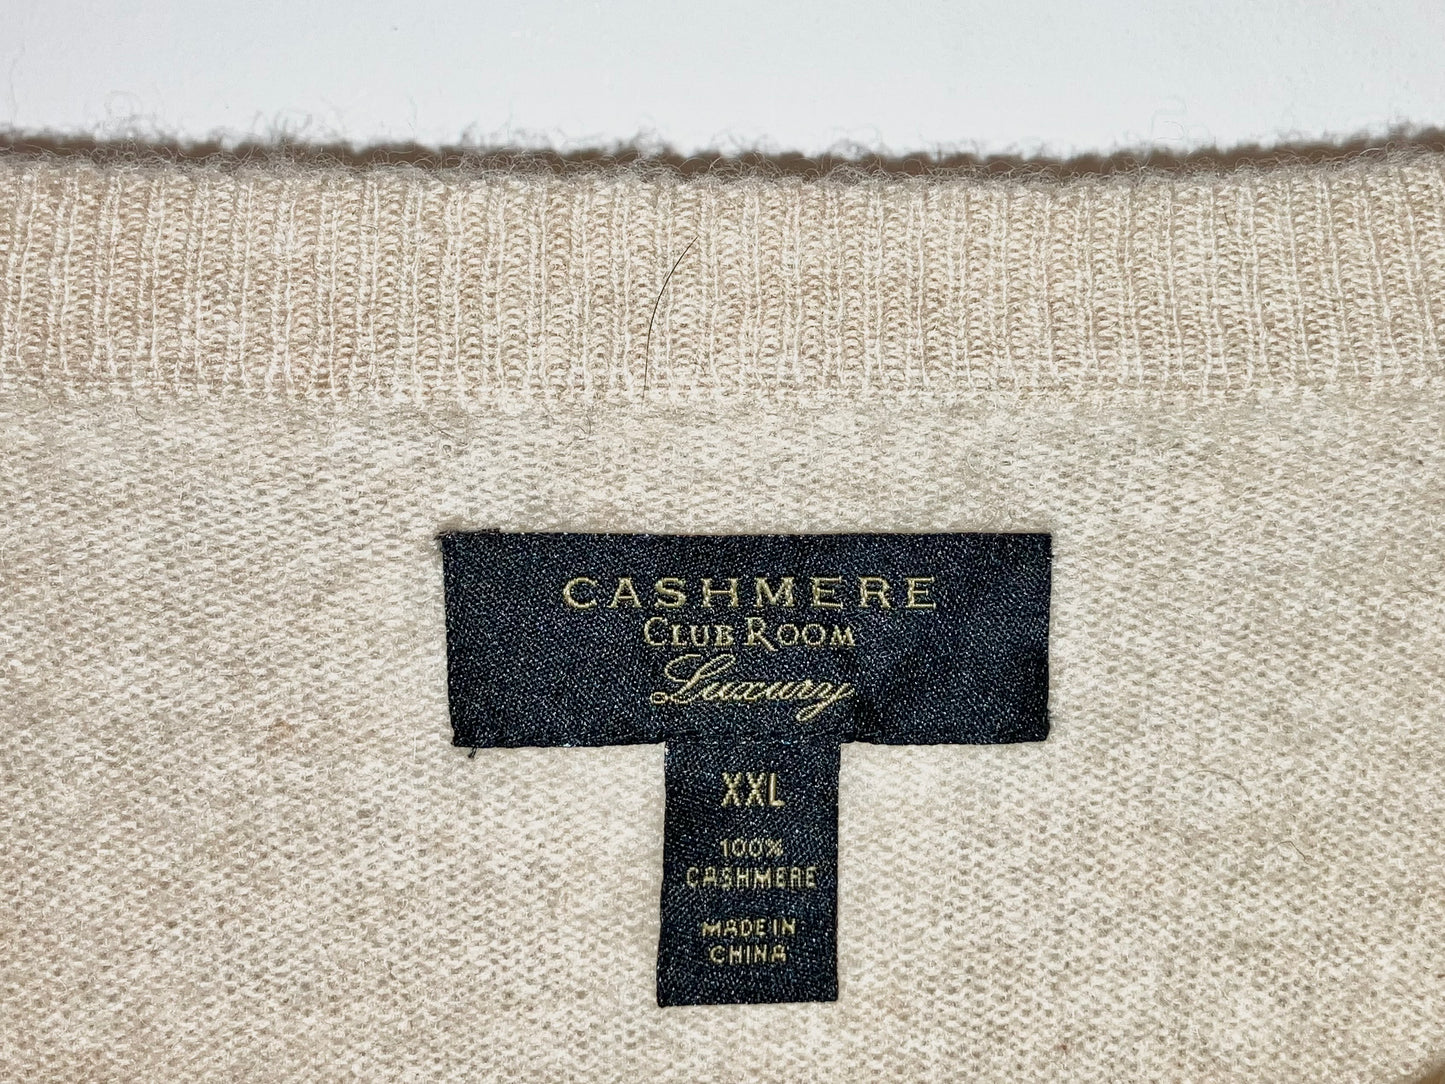 CASHMERE
CLUB ROOM
Luxury
XXL
100%
CASHMERE
MADE IN
CHINA